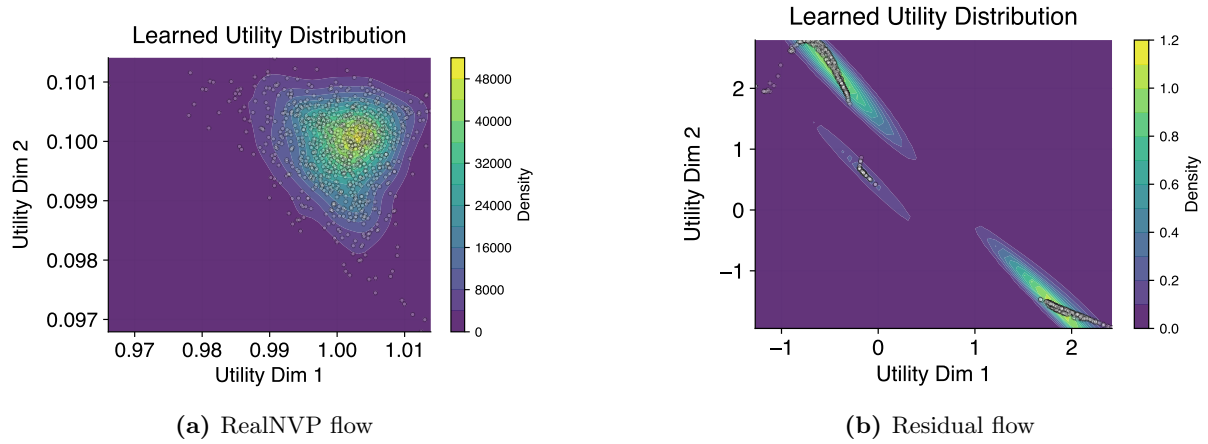 Learned Utility Distribution
0.101
0.100
0.099
0.098
0.097
Utility Dim 2
0.97 0.98 0.99 1.00 1.01
Utility Dim 1
48000
40000
32000
24000
16000
8000
0
Density
(a) RealNVP flow
Learned Utility Distribution
2
1
0
−1
Utility Dim 2
−1 0 1 2
Utility Dim 1
1.2
1.0
0.8
0.6
0.4
0.2
0.0
Density
(b) Residual flow